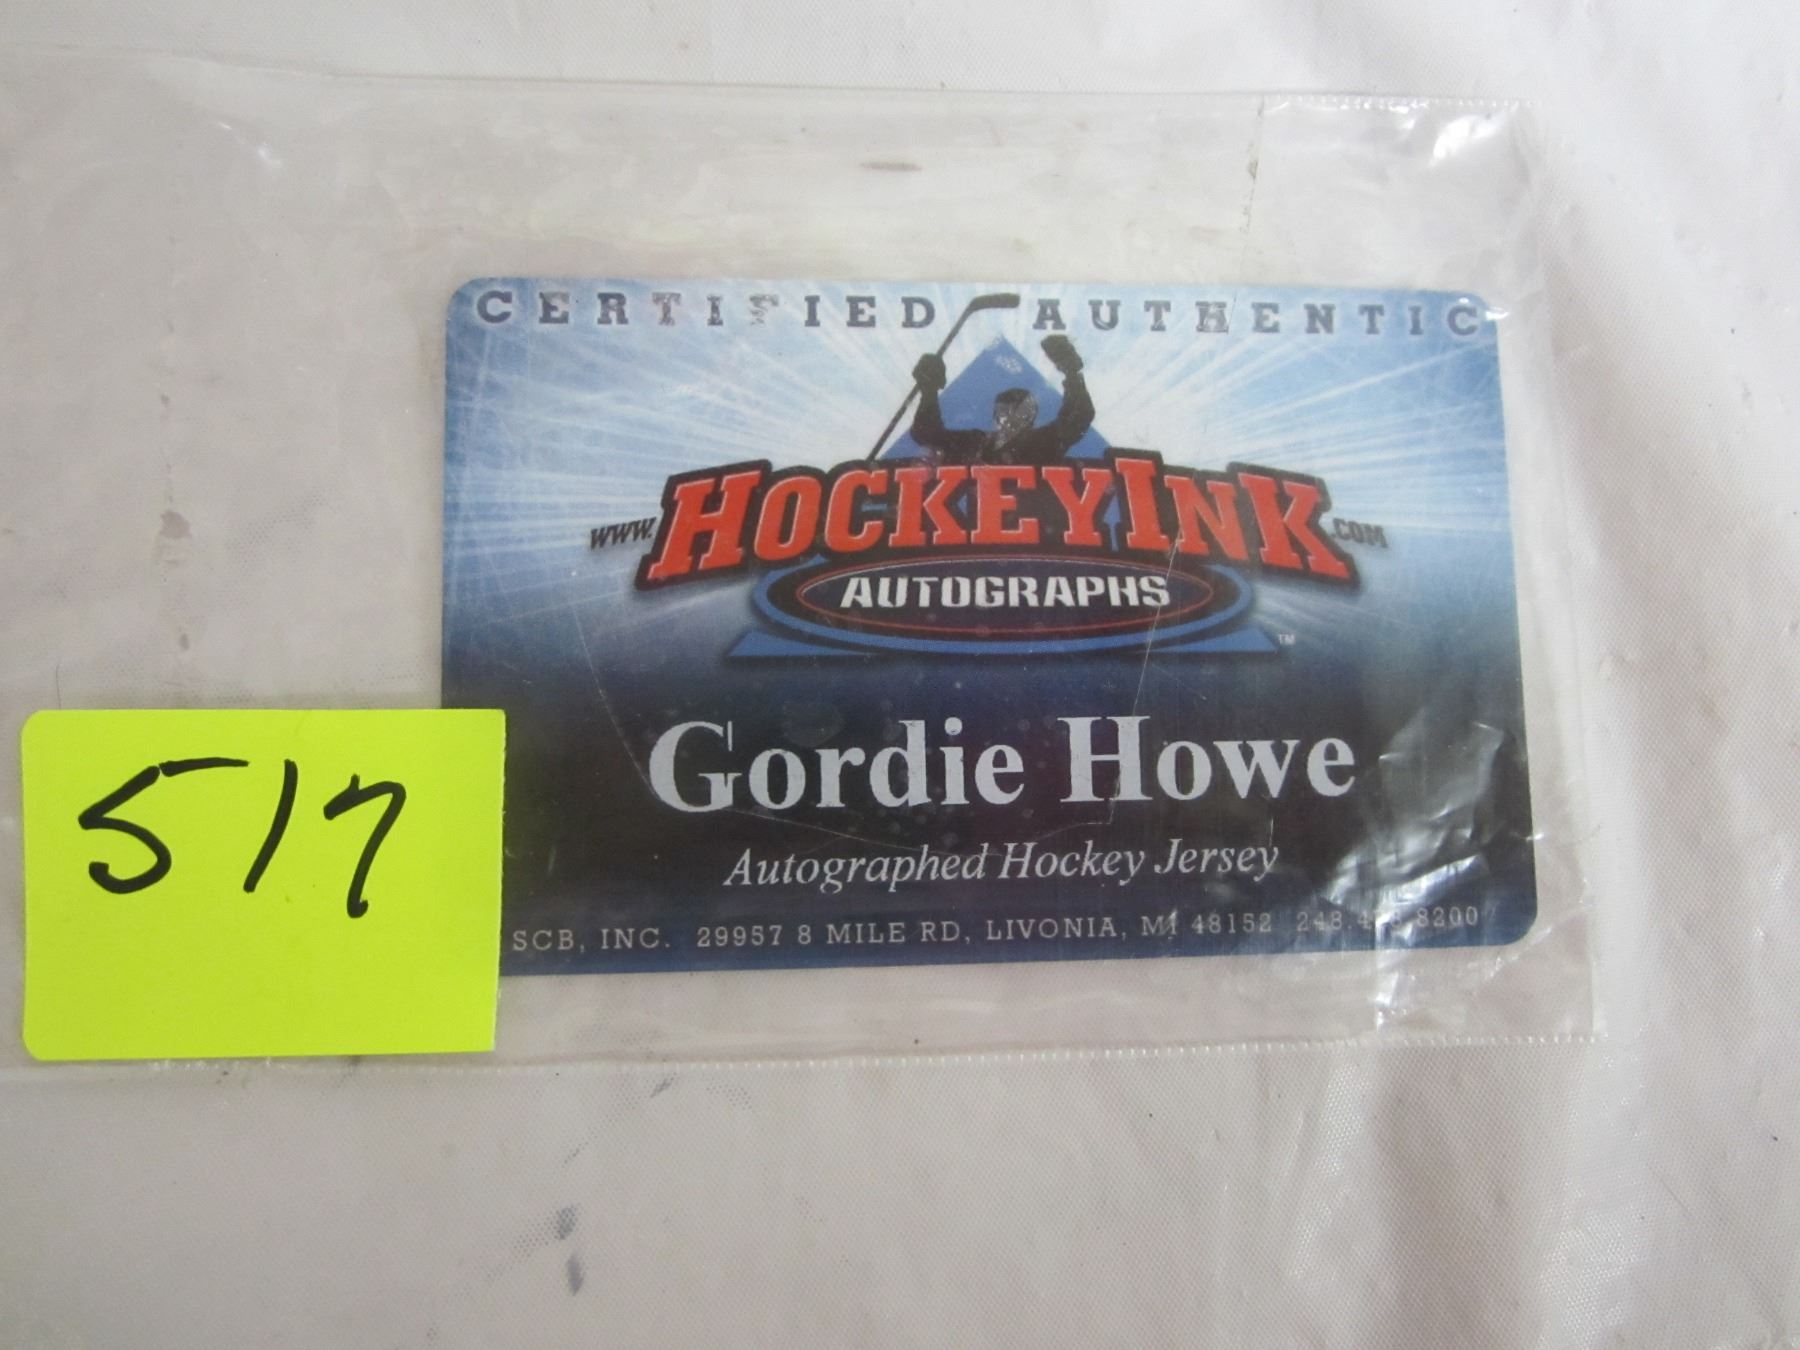 CERTIFIED AUTHENTIC
www.HOCKEYINK.COM
AUTOGRAPHS
TM
Gordie Howe
Autographed Hockey Jersey
517
SCB, INC. 29957 8 MILE RD, LIVONIA, MI 48152